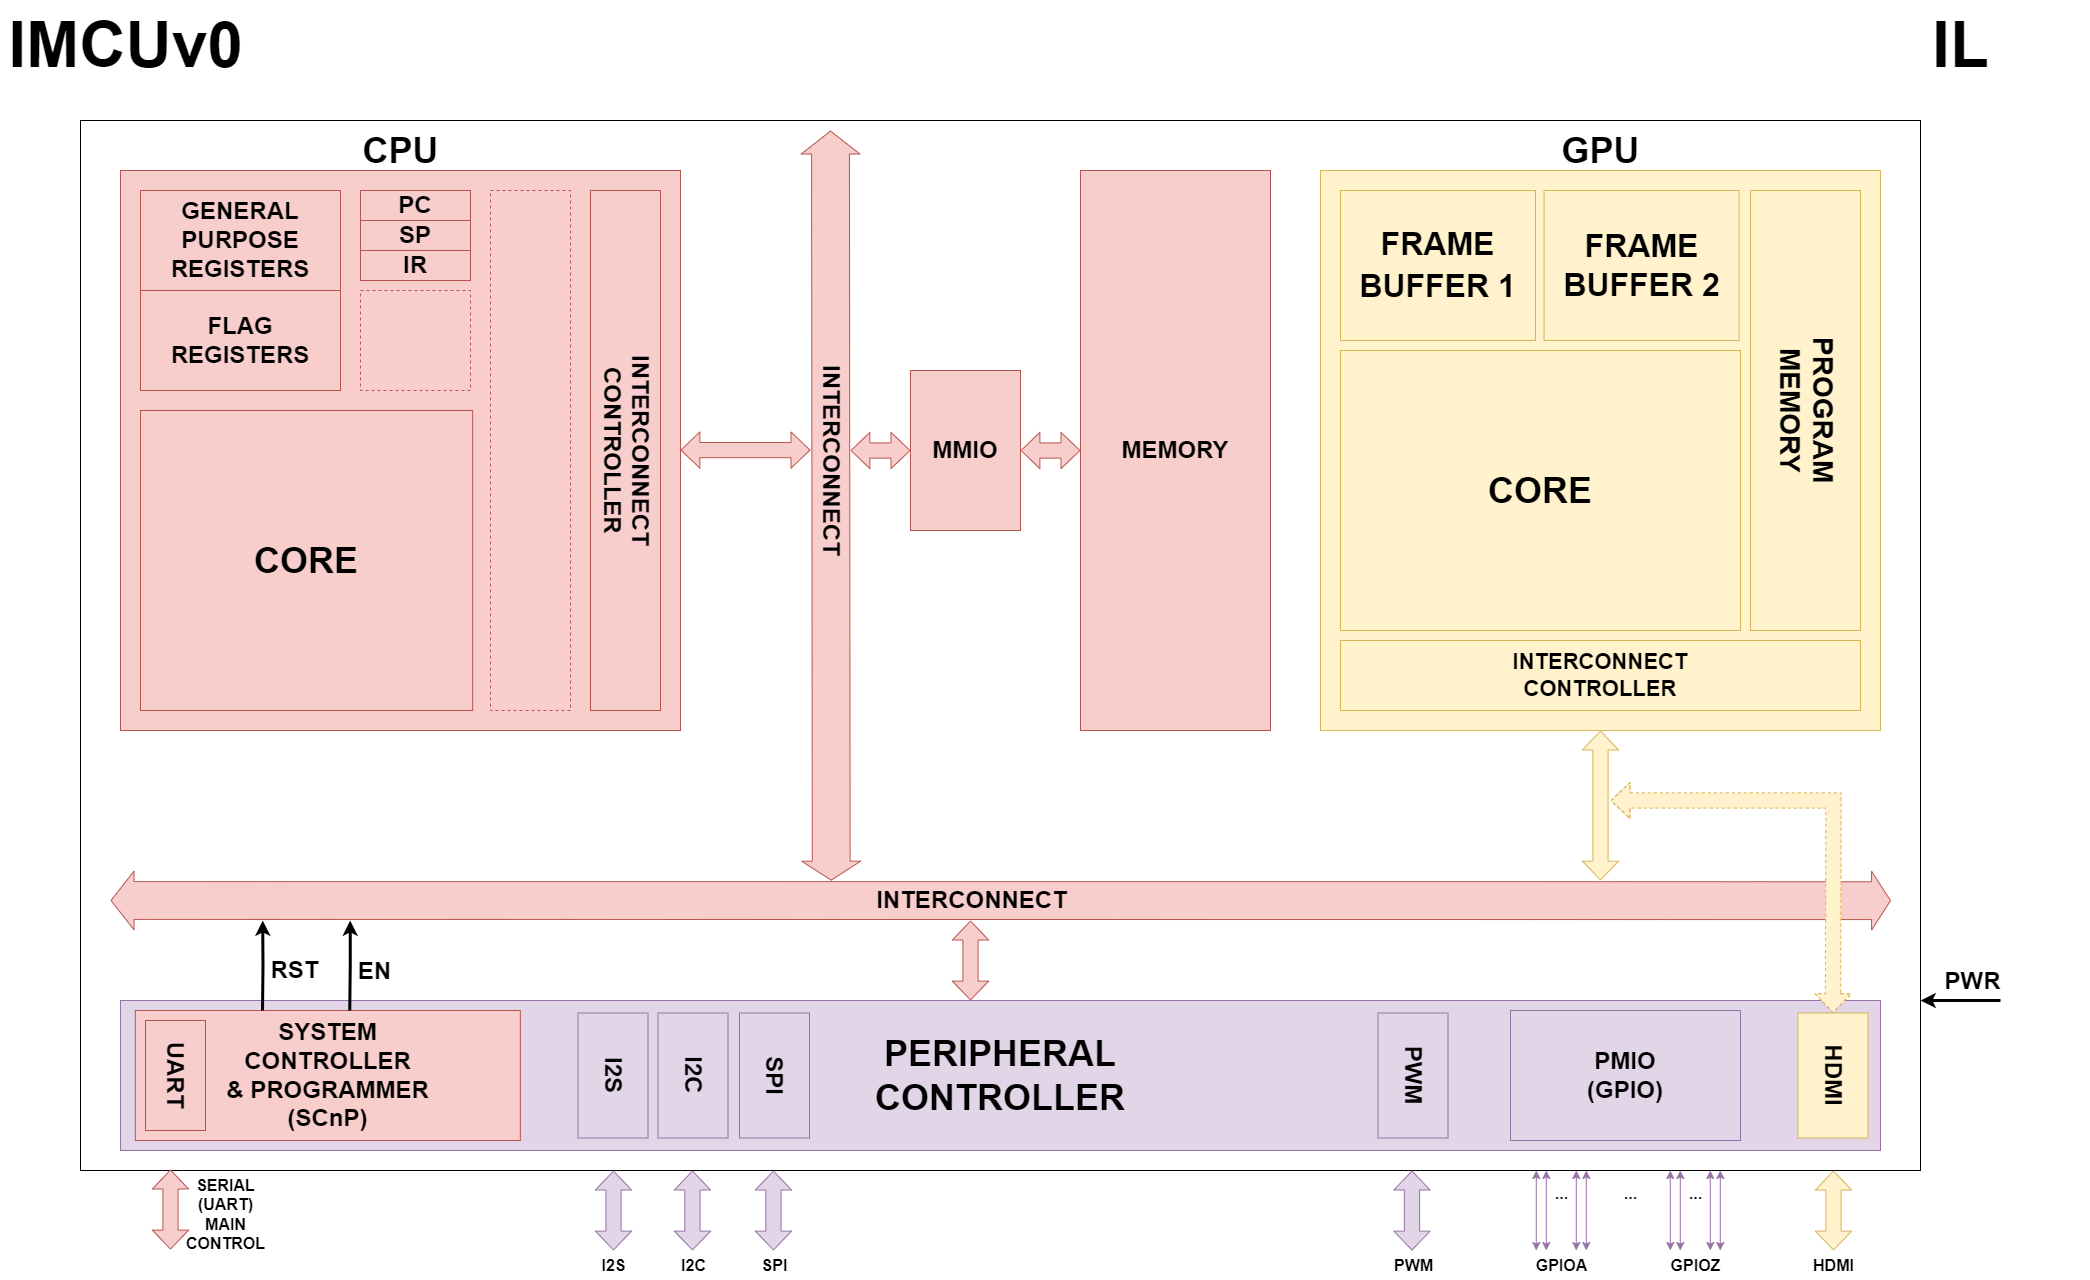 IMCUv0
IL
CPU
GPU
GENERAL
PURPOSE
REGISTERS
FLAG
REGISTERS
PC
SP
IR
CORE
INTERCONNECT
CONTROLLER
INTERCONNECT
MMIO
MEMORY
FRAME
BUFFER 1
FRAME
BUFFER 2
PROGRAM
MEMORY
CORE
INTERCONNECT
CONTROLLER
INTERCONNECT
RST
EN
PWR
UART
SYSTEM
CONTROLLER
& PROGRAMMER
(SCnP)
I2S
I2C
SPI
PERIPHERAL
CONTROLLER
PWM
PMIO
(GPIO)
HDMI
SERIAL
(UART)
MAIN
CONTROL
I2S
I2C
SPI
PWM
...
...
...
GPIOA
GPIOZ
HDMI